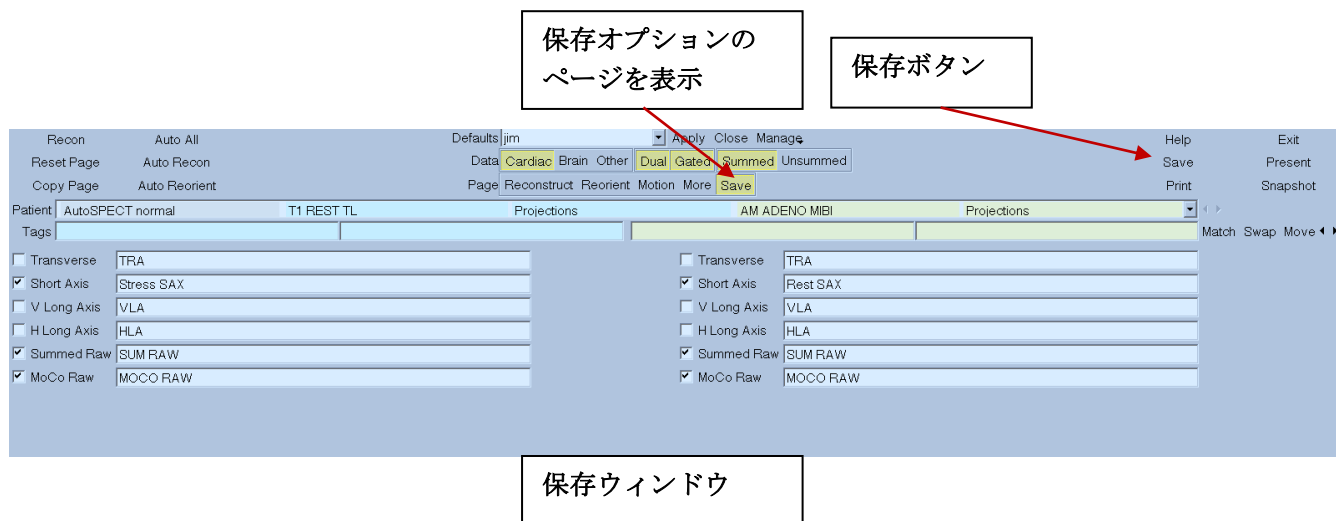 保存オプションの
ページを表示
保存ボタン
Recon Auto All Defaults jim Apply Close Manage Help Exit
Reset Page Auto Recon Data Cardiac Brain Other Dual Gated Summed Unsummed Save Present
Copy Page Auto Reorient Page Reconstruct Reorient Motion More Save Print Snapshot
Patient AutoSPECT normal T1 REST TL Projections AM ADENO MIBI Projections
Tags Match Swap Move
Transverse TRA Transverse TRA
Short Axis Stress SAX Short Axis Rest SAX
V Long Axis VLA V Long Axis VLA
H Long Axis HLA H Long Axis HLA
Summed Raw SUM RAW Summed Raw SUM RAW
MoCo Raw MOCO RAW MoCo Raw MOCO RAW
保存ウィンドウ